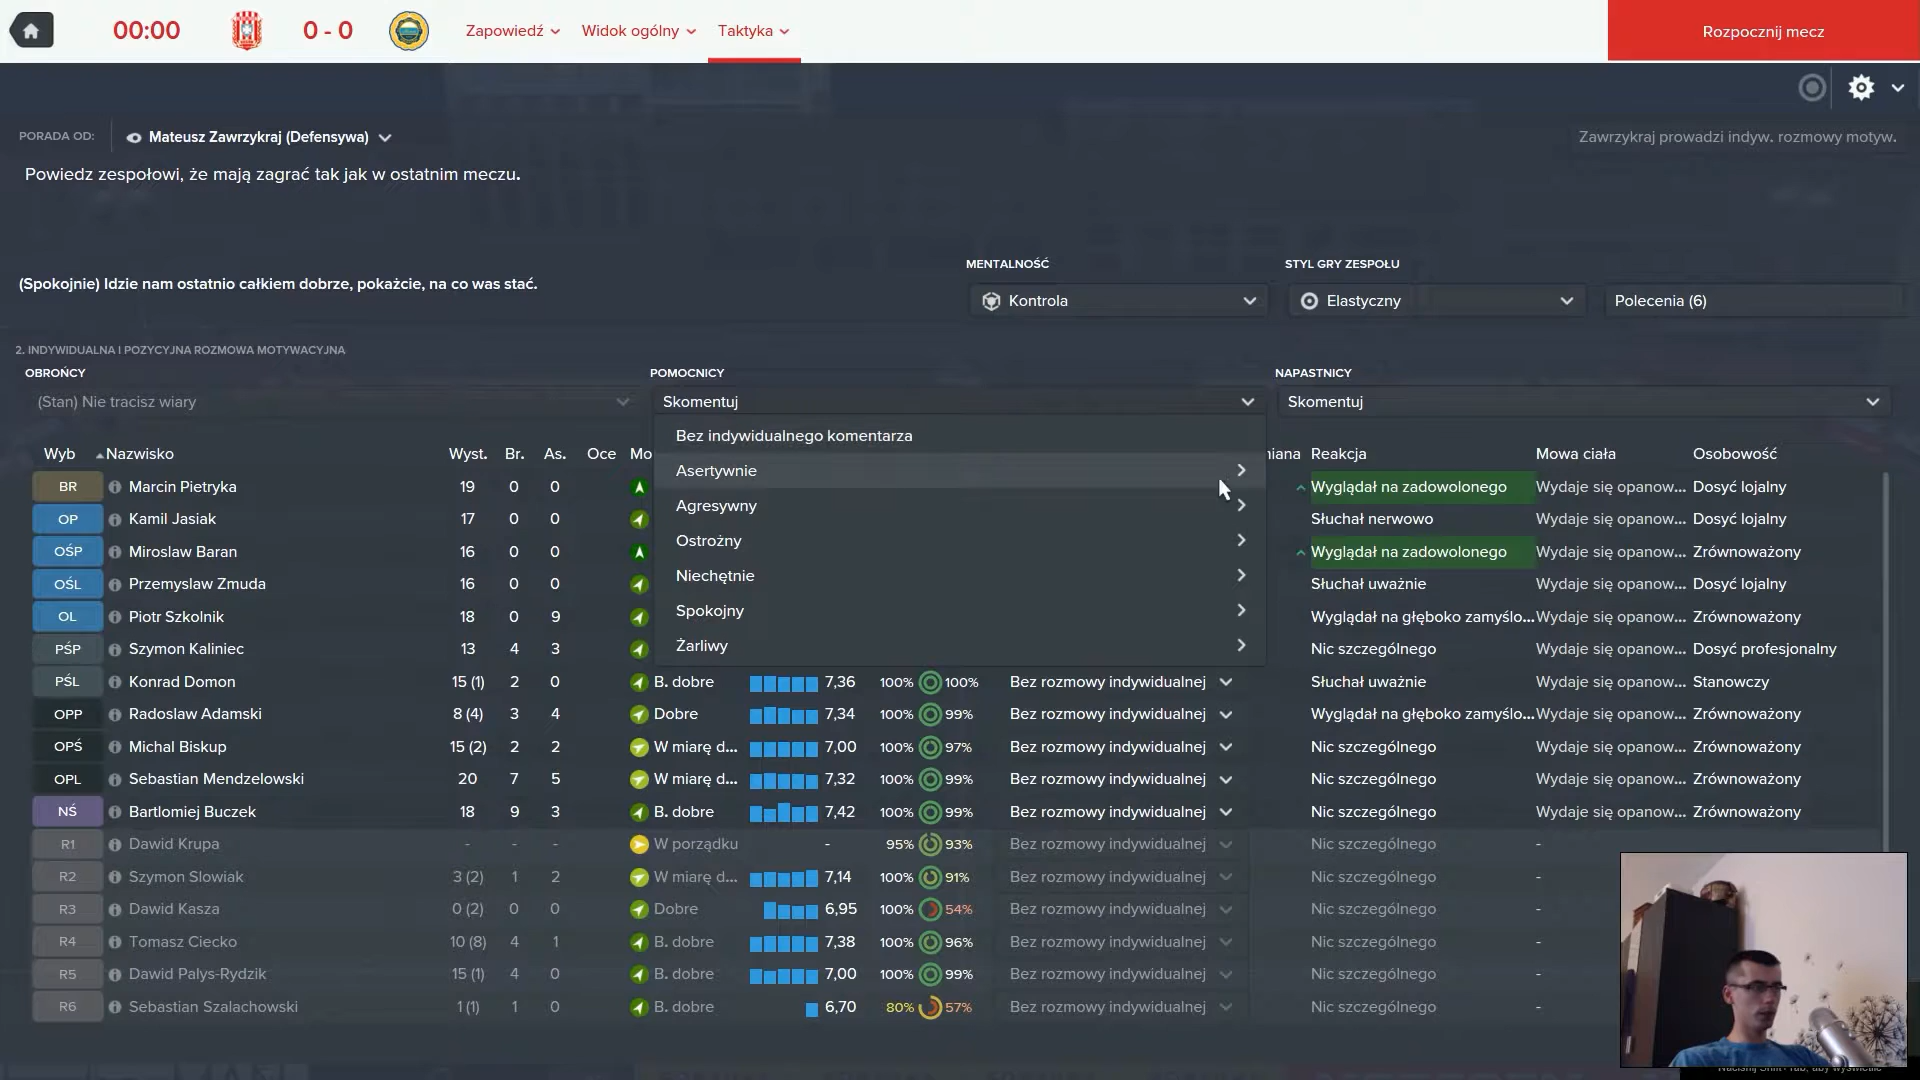 00:00 0 - 0 Zapowiedź Widok ogólny Taktyka Rozpocznij mecz
PORADA OD: Mateusz Zawrzykraj (Defensywa) Zawrzykraj prowadzi indyw. rozmowy motyw.
Powiedz zespołowi, że mają zagrać tak jak w ostatnim meczu.
MENTALNOŚĆ STYL GRY ZESPOŁU
(Spokojnie) Idzie nam ostatnio całkiem dobrze, pokażcie, na co was stać. Kontrola Elastyczny Polecenia (6)
2. INDYWIDUALNA I POZYCYJNA ROZMOWA MOTYWACYJNA
OBROŃCY POMOCNICY NAPASTNICY
(Stan) Nie tracisz wiary Skomentuj Skomentuj
Bez indywidualnego komentarza
Asertywnie
Agresywny
Ostrożny
Niechętnie
Spokojny
Żarliwy
Wyb Nazwisko Wyst. Br. As. Oce Mo iana Reakcja Mowa ciała Osobowość
BR Marcin Pietryka 19 0 0 Wyglądał na zadowolonego Wydaje się opanow... Dosyć lojalny
OP Kamil Jasiak 17 0 0 Słuchał nerwowo Wydaje się opanow... Dosyć lojalny
OŚP Miroslaw Baran 16 0 0 Wyglądał na zadowolonego Wydaje się opanow... Zrównoważony
OŚL Przemyslaw Zmuda 16 0 0 Słuchał uważnie Wydaje się opanow... Dosyć lojalny
OL Piotr Szkolnik 18 0 9 Wyglądał na głęboko zamyślo... Wydaje się opanow... Zrównoważony
PŚP Szymon Kaliniec 13 4 3 Nic szczególnego Wydaje się opanow... Dosyć profesjonalny
PŚL Konrad Domon 15 (1) 2 0 B. dobre 7,36 100% 100% Bez rozmowy indywidualnej Słuchał uważnie Wydaje się opanow... Stanowczy
OPP Radoslaw Adamski 8 (4) 3 4 Dobre 7,34 100% 99% Bez rozmowy indywidualnej Wyglądał na głęboko zamyślo... Wydaje się opanow... Zrównoważony
OPŚ Michal Biskup 15 (2) 2 2 W miarę d... 7,00 100% 97% Bez rozmowy indywidualnej Nic szczególnego Wydaje się opanow... Zrównoważony
OPL Sebastian Mendzelowski 20 7 5 W miarę d... 7,32 100% 99% Bez rozmowy indywidualnej Nic szczególnego Wydaje się opanow... Zrównoważony
NŚ Bartlomiej Buczek 18 9 3 B. dobre 7,42 100% 99% Bez rozmowy indywidualnej Nic szczególnego Wydaje się opanow... Zrównoważony
R1 Dawid Krupa - - - W porządku - 95% 93% Bez rozmowy indywidualnej Nic szczególnego -
R2 Szymon Slowiak 3 (2) 1 2 W miarę d... 7,14 100% 91% Bez rozmowy indywidualnej Nic szczególnego -
R3 Dawid Kasza 0 (2) 0 0 Dobre 6,95 100% 54% Bez rozmowy indywidualnej Nic szczególnego -
R4 Tomasz Ciecko 10 (8) 4 1 B. dobre 7,38 100% 96% Bez rozmowy indywidualnej Nic szczególnego -
R5 Dawid Palys-Rydzik 15 (1) 4 0 B. dobre 7,00 100% 99% Bez rozmowy indywidualnej Nic szczególnego -
R6 Sebastian Szalachowski 1 (1) 1 0 B. dobre 6,70 80% 57% Bez rozmowy indywidualnej Nic szczególnego -